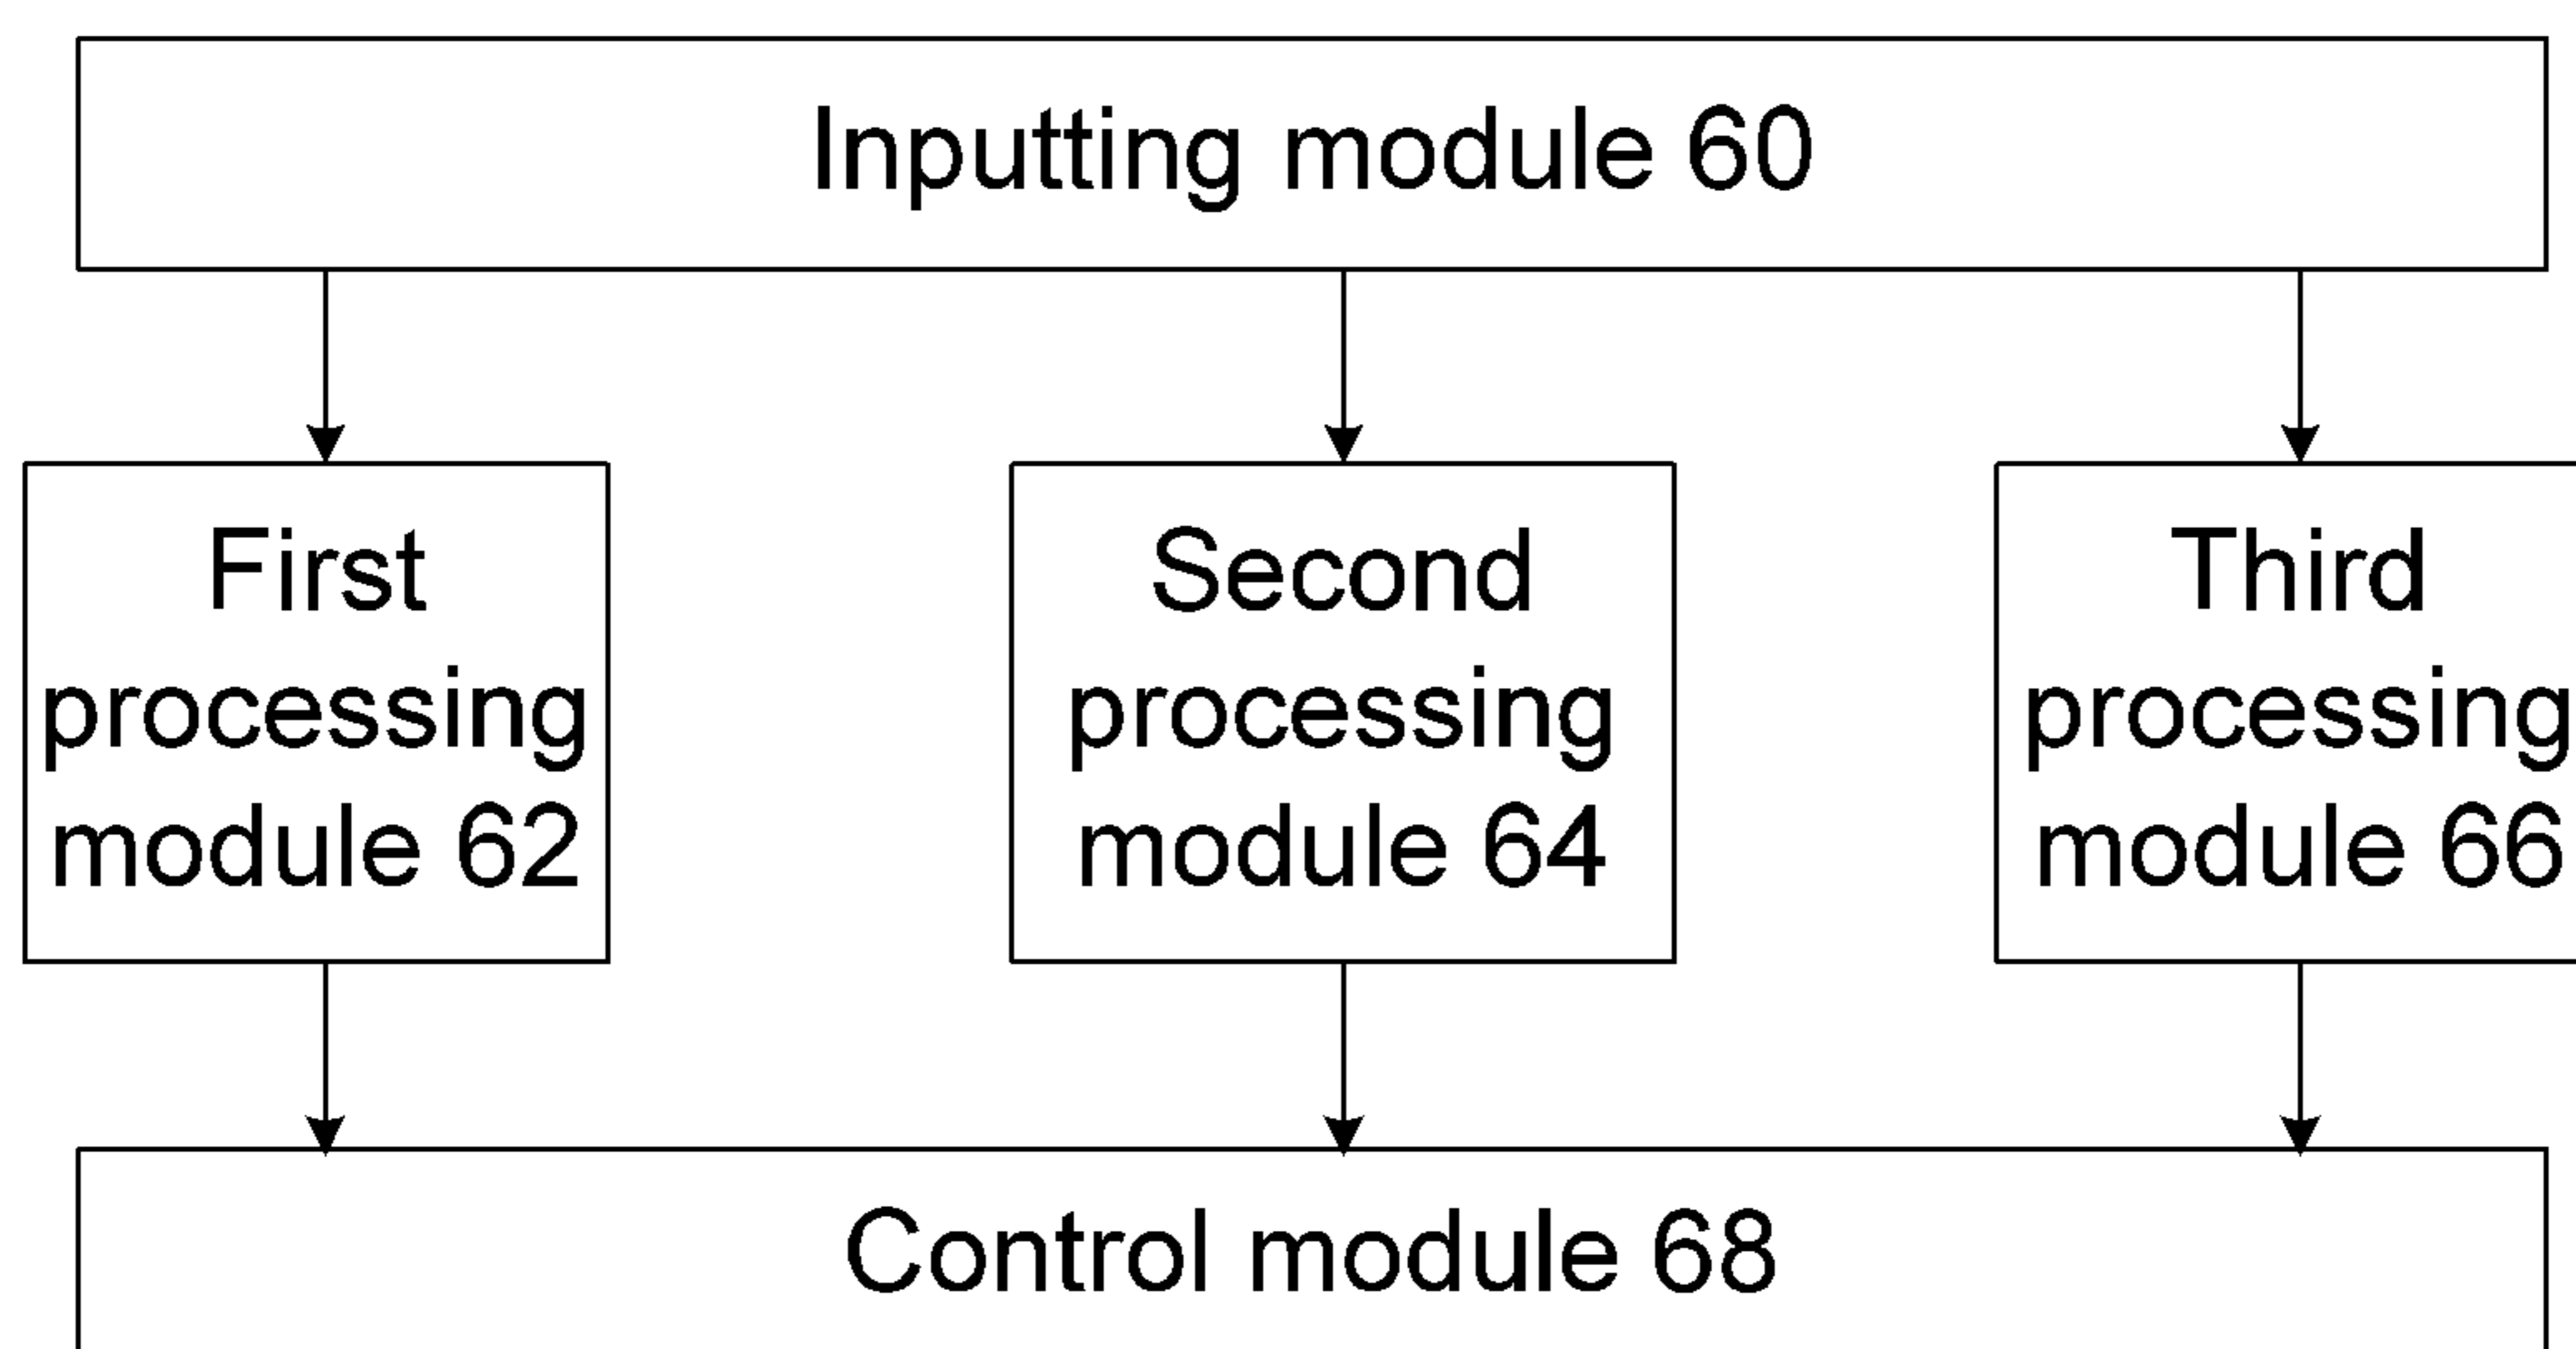 Inputting module 60
First
processing
module 62
Second
processing
module 64
Third
processing
module 66
Control module 68